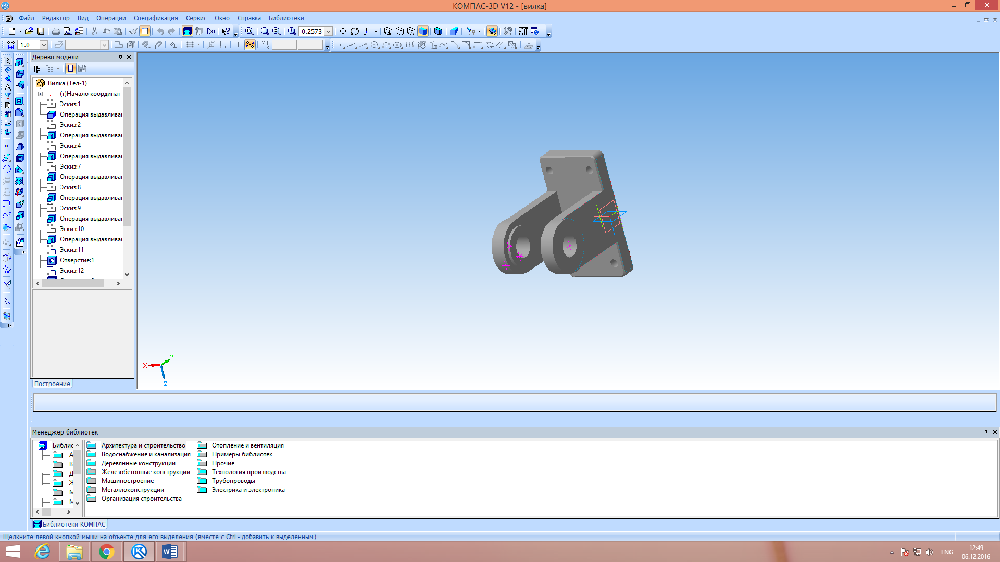 КОМПАС-3D V12 - [вилка]
Файл Редактор Вид Операции Спецификация Сервис Окно Справка Библиотеки
0.2573
1.0
Дерево модели
Вилка (Тел-1)
(т)Начало координат
Эскиз:1
Операция выдавливан
Эскиз:2
Операция выдавливан
Эскиз:4
Операция выдавливан
Эскиз:7
Операция выдавливан
Эскиз:8
Операция выдавливан
Эскиз:9
Операция выдавливан
Эскиз:10
Операция выдавливан
Эскиз:11
Отверстие:1
Эскиз:12
X Y Z
Построение
Менеджер библиотек
Библис
А
В
Д
Ж
М
М
Архитектура и строительство
Водоснабжение и канализация
Деревянные конструкции
Железобетонные конструкции
Машиностроение
Металлоконструкции
Организация строительства
Отопление и вентиляция
Примеры библиотек
Прочие
Технология производства
Трубопроводы
Электрика и электроника
Библиотеки КОМПАС
Щелкните левой кнопкой мыши на объекте для его выделения (вместе с Ctrl - добавить к выделенным)
ENG
12:49
06.12.2016